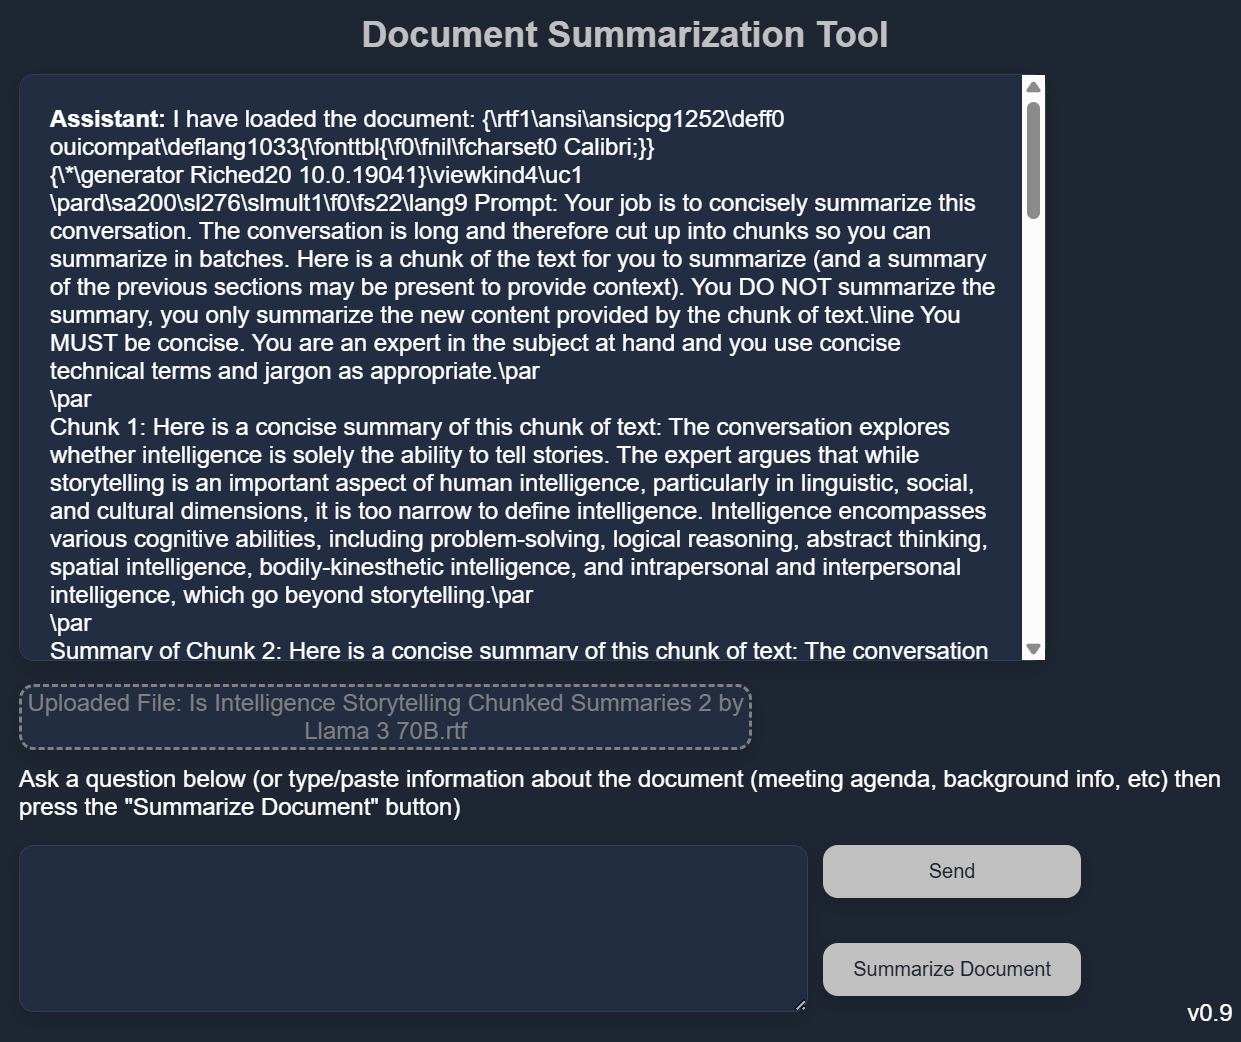 Document Summarization Tool
Assistant: I have loaded the document: {\rtf1\ansi\ansicpg1252\deff0
ouicompat\deflang1033{\fonttbl{\f0\fnil\fcharset0 Calibri;}}
{\*\generator Riched20 10.0.19041}\viewkind4\uc1
\pard\sa200\sl276\slmult1\f0\fs22\lang9 Prompt: Your job is to concisely summarize this
conversation. The conversation is long and therefore cut up into chunks so you can
summarize in batches. Here is a chunk of the text for you to summarize (and a summary
of the previous sections may be present to provide context). You DO NOT summarize the
summary, you only summarize the new content provided by the chunk of text.\line You
MUST be concise. You are an expert in the subject at hand and you use concise
technical terms and jargon as appropriate.\par
\par
Chunk 1: Here is a concise summary of this chunk of text: The conversation explores
whether intelligence is solely the ability to tell stories. The expert argues that while
storytelling is an important aspect of human intelligence, particularly in linguistic, social,
and cultural dimensions, it is too narrow to define intelligence. Intelligence encompasses
various cognitive abilities, including problem-solving, logical reasoning, abstract thinking,
spatial intelligence, bodily-kinesthetic intelligence, and intrapersonal and interpersonal
intelligence, which go beyond storytelling.\par
\par
Summary of Chunk 2: Here is a concise summary of this chunk of text: The conversation
Uploaded File: Is Intelligence Storytelling Chunked Summaries 2 by
Llama 3 70B.rtf
Ask a question below (or type/paste information about the document (meeting agenda, background info, etc) then
press the "Summarize Document" button)
Send
Summarize Document
v0.9